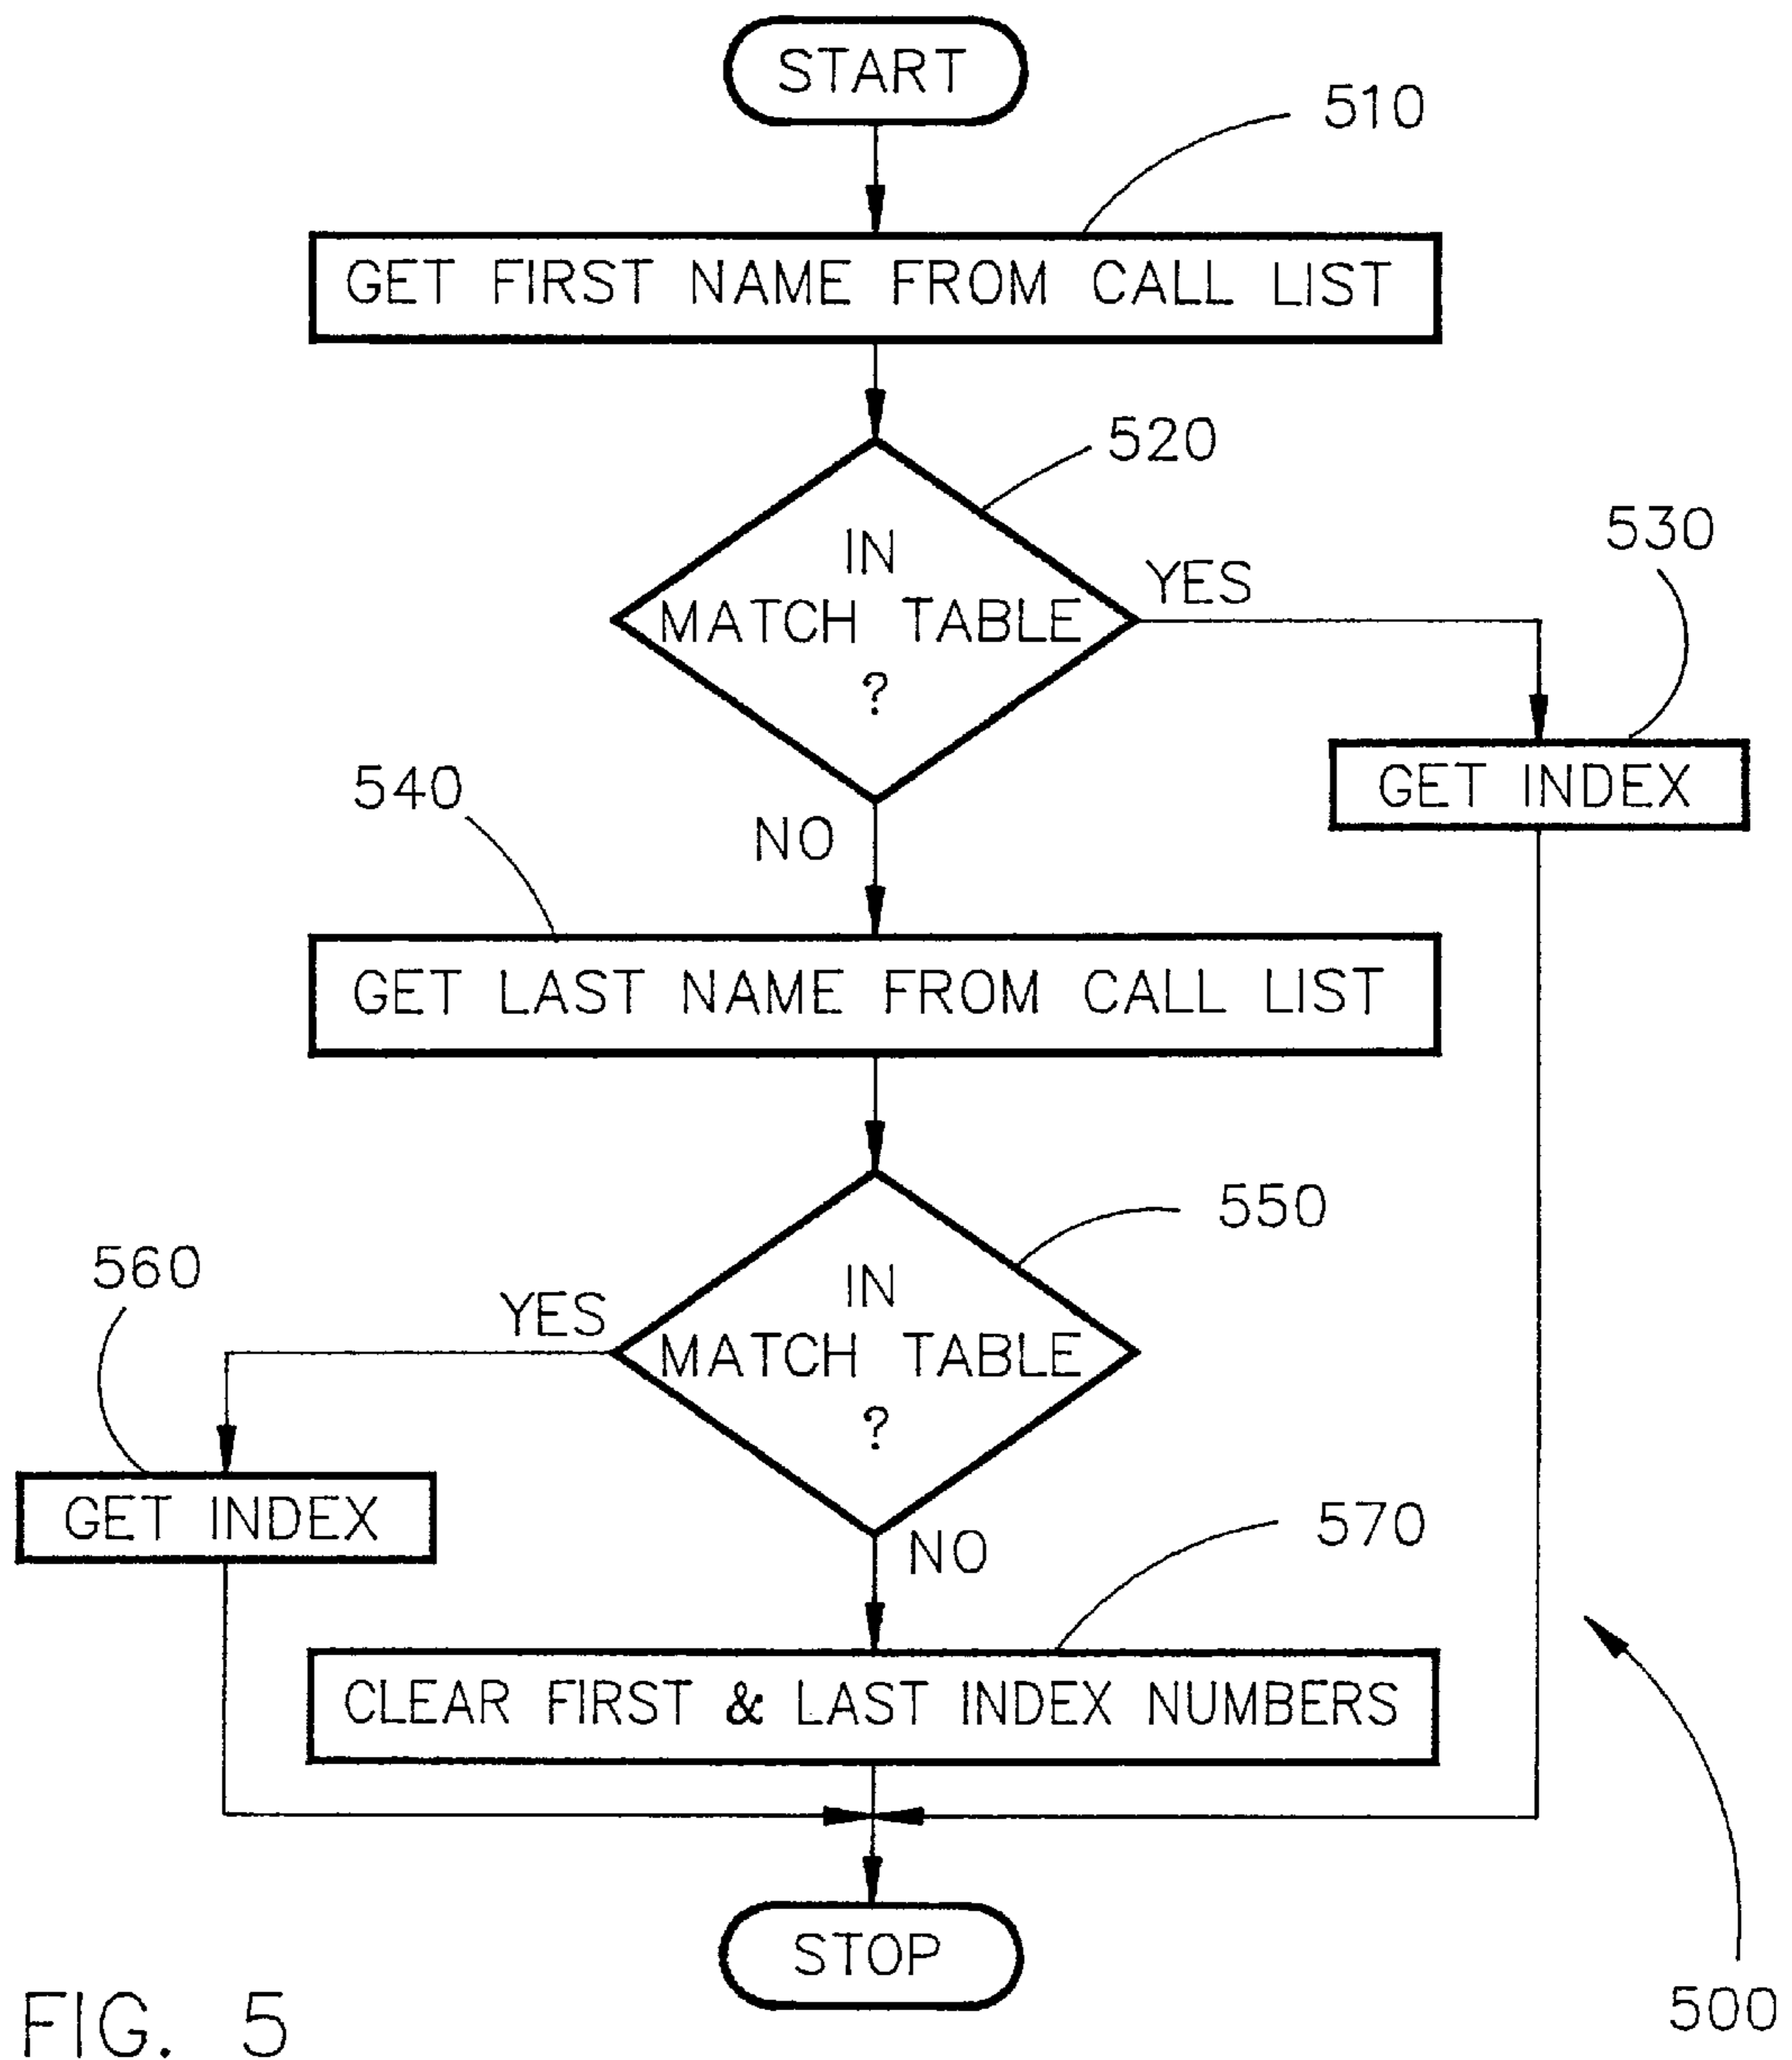 START
510
GET FIRST NAME FROM CALL LIST
520
IN
MATCH TABLE
?
YES
530
GET INDEX
540
NO
GET LAST NAME FROM CALL LIST
550
IN
MATCH TABLE
?
560
YES
GET INDEX
NO
570
CLEAR FIRST & LAST INDEX NUMBERS
STOP
500
FIG. 5